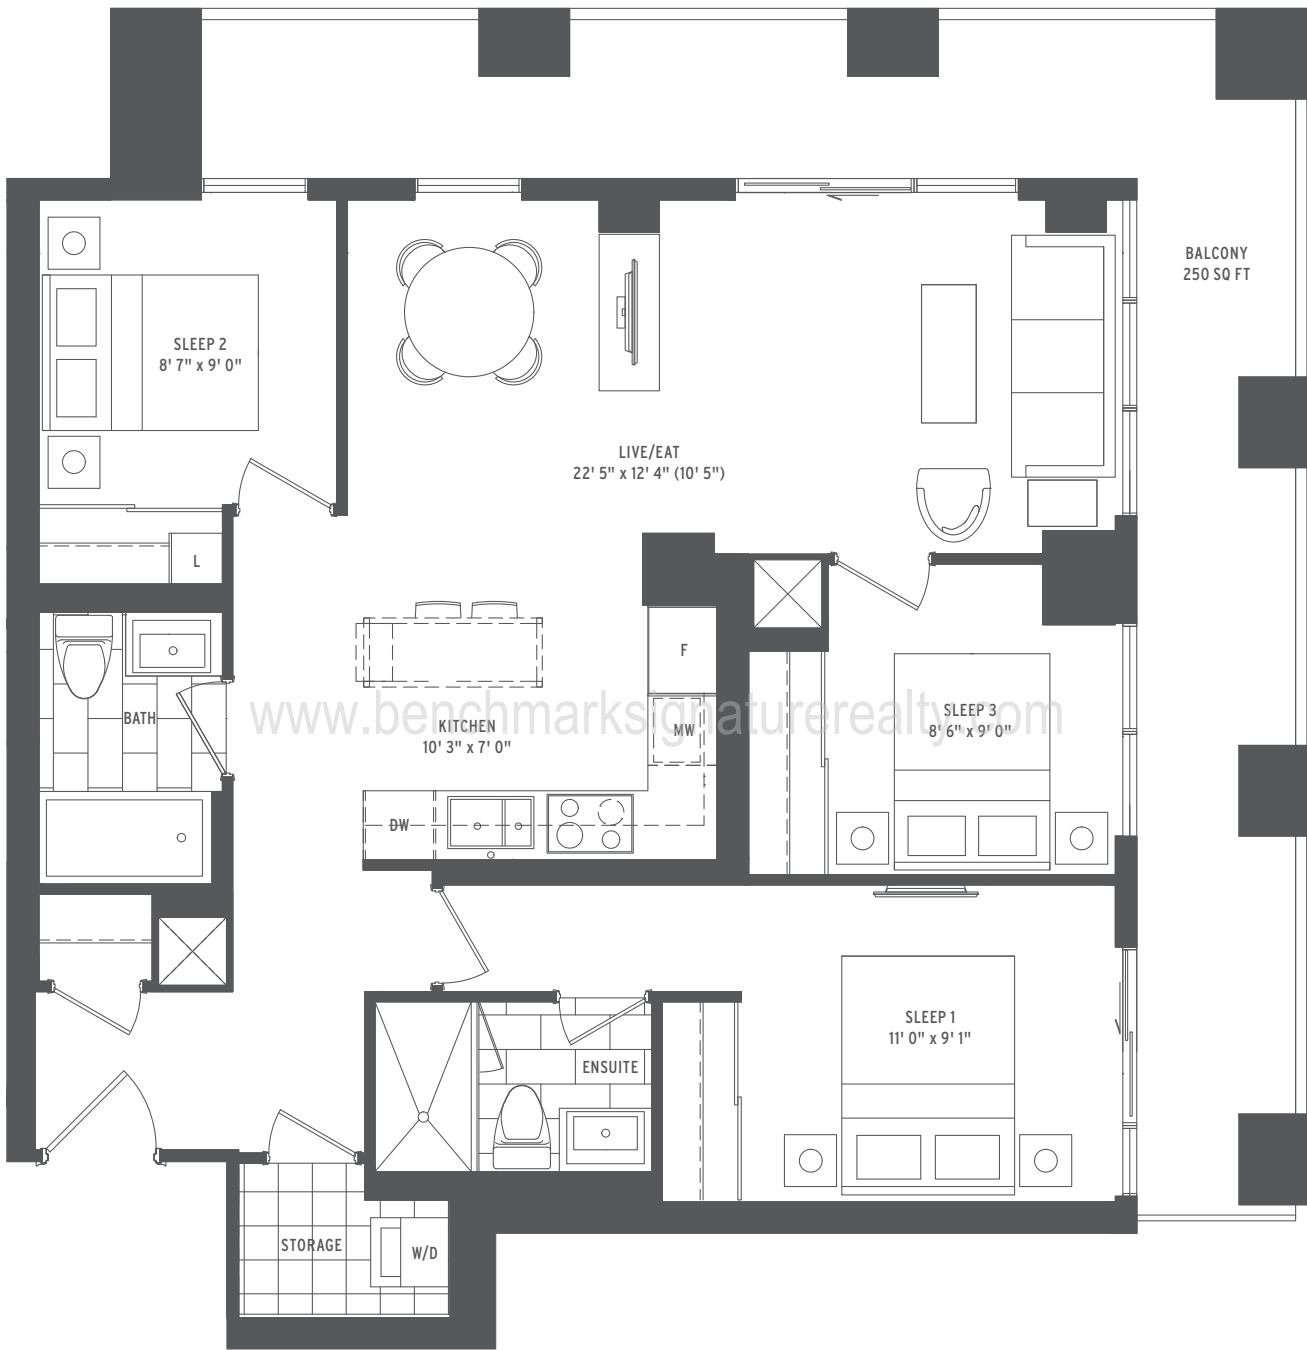 BALCONY
250 SQ FT
SLEEP 2
8' 7" x 9' 0"
LIVE/EAT
22' 5" x 12' 4" (10' 5")
L
F
BATH
www.benchmarksignaturerealty.com
KITCHEN
10' 3" x 7' 0"
MW
SLEEP 3
8' 6" x 9' 0"
DW
SLEEP 1
11' 0" x 9' 1"
ENSUITE
STORAGE
W/D